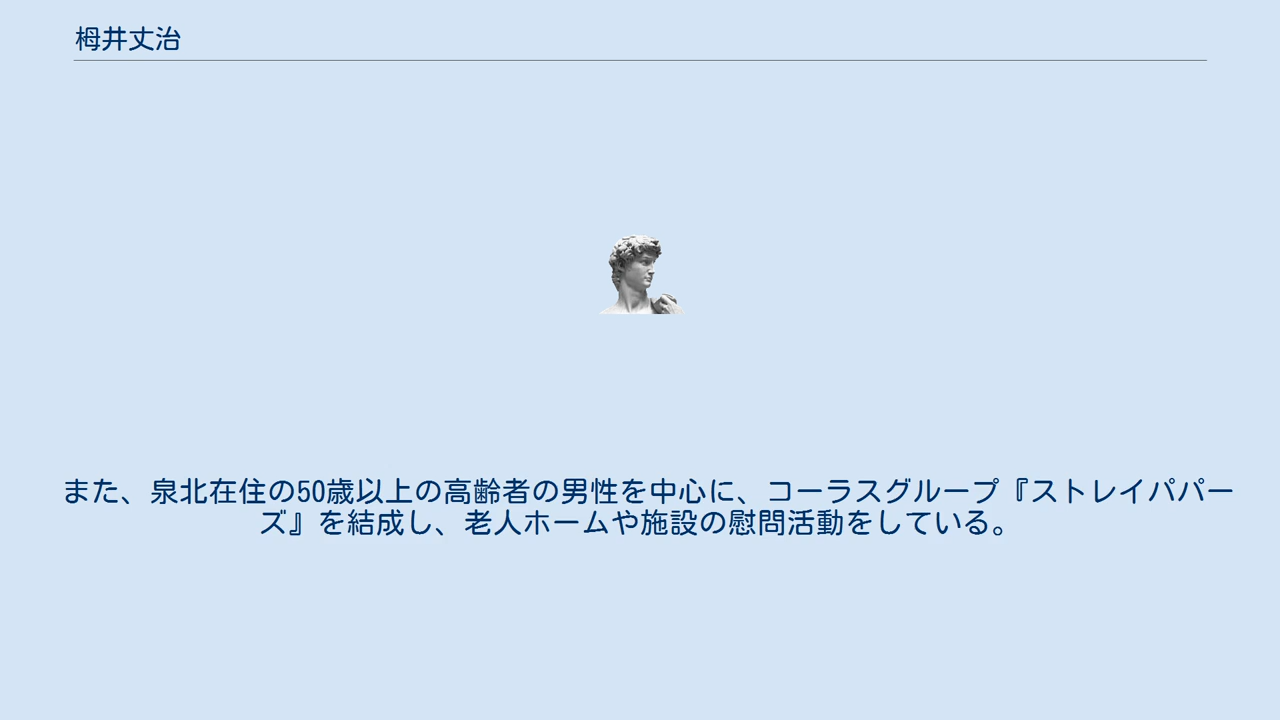 栂井丈治
また、泉北在住の50歳以上の高齢者の男性を中心に、コーラスグループ『ストレイパパー
ズ』を結成し、老人ホームや施設の慰問活動をしている。